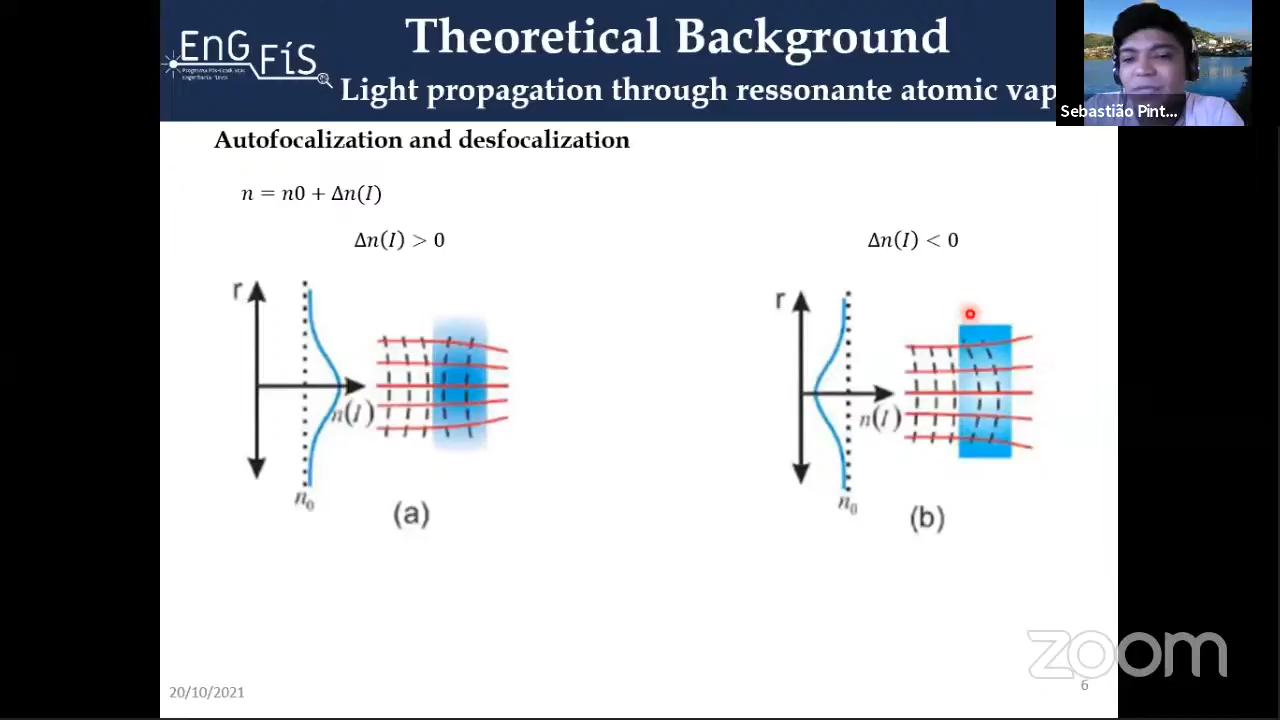 Theoretical Background
EnG
FíS
Light propagation through ressonante atomic vap
Sebastião Pint...
Autofocalization and desfocalization
n = n0 + Δn(I)
Δn(I) > 0
Δn(I) < 0
r
n(I)
n₀
(a)
r
n(I)
n₀
(b)
zoom
20/10/2021
6